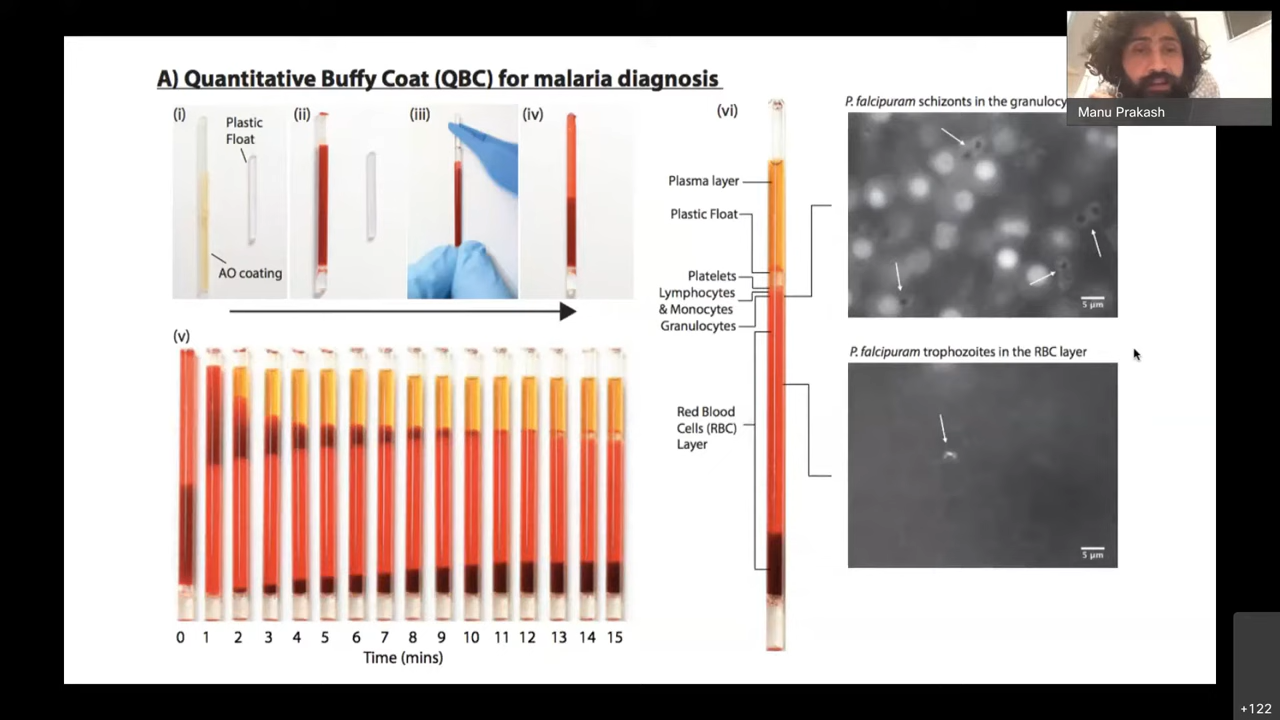 A) Quantitative Buffy Coat (QBC) for malaria diagnosis
(i)
Plastic
Float
AO coating
(ii)
(iii)
(iv)
(v)
0 1 2 3 4 5 6 7 8 9 10 11 12 13 14 15
Time (mins)
(vi)
Plasma layer
Plastic Float
Platelets
Lymphocytes
& Monocytes
Granulocytes
Red Blood
Cells (RBC)
Layer
P. falcipuram schizonts in the granulocy
5 μm
P. falcipuram trophozoites in the RBC layer
5 μm
Manu Prakash
+122